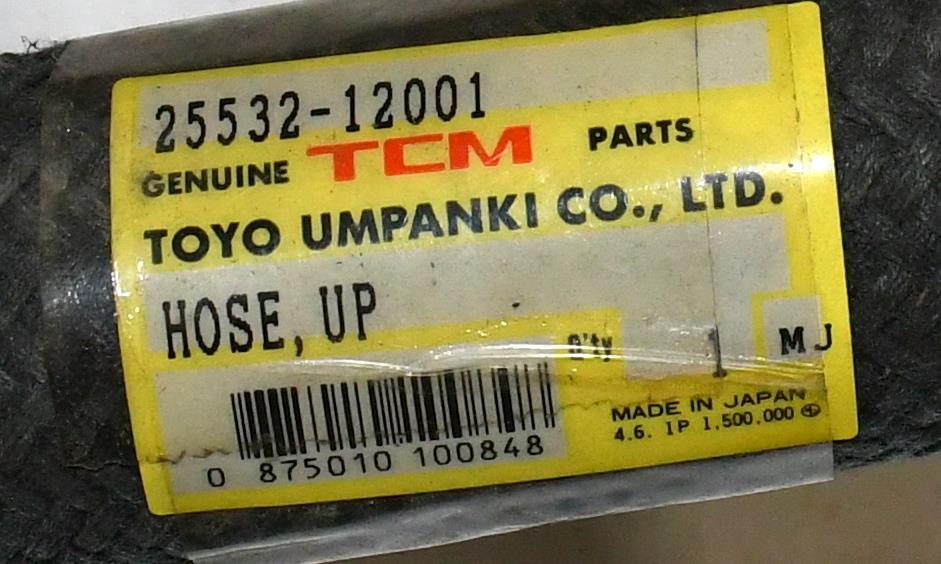 25532-12001
GENUINE TCM PARTS
TOYO UMPANKI CO., LTD.
HOSE, UP
Q'ty 1 MJ
0 875010 100848
MADE IN JAPAN
4.6. 1P 1,500,000